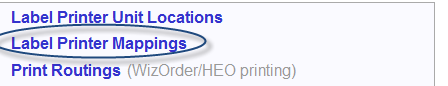 Label Printer Unit Locations
Label Printer Mappings
Print Routings (WizOrder/HEO printing)